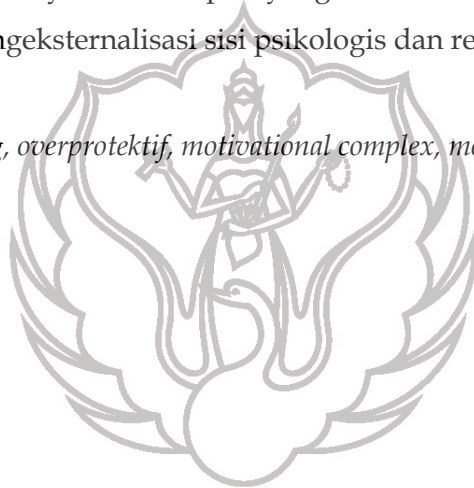 ngeksternalisasi sisi psikologis dan re
g, overprotektif, motivational complex, m